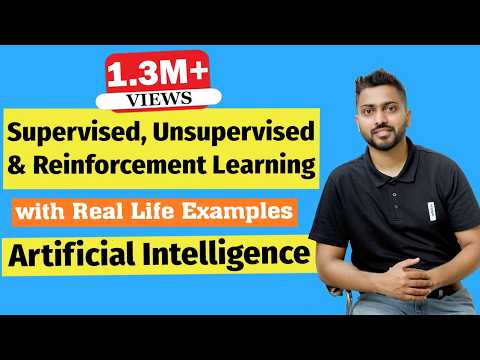 1.3M+
VIEWS
Supervised, Unsupervised
& Reinforcement Learning
with Real Life Examples
Artificial Intelligence